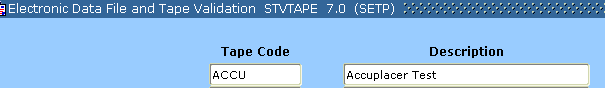 Electronic Data File and Tape Validation STVTAPE 7.0 (SETP)
Tape Code Description
ACCU Accuplacer Test